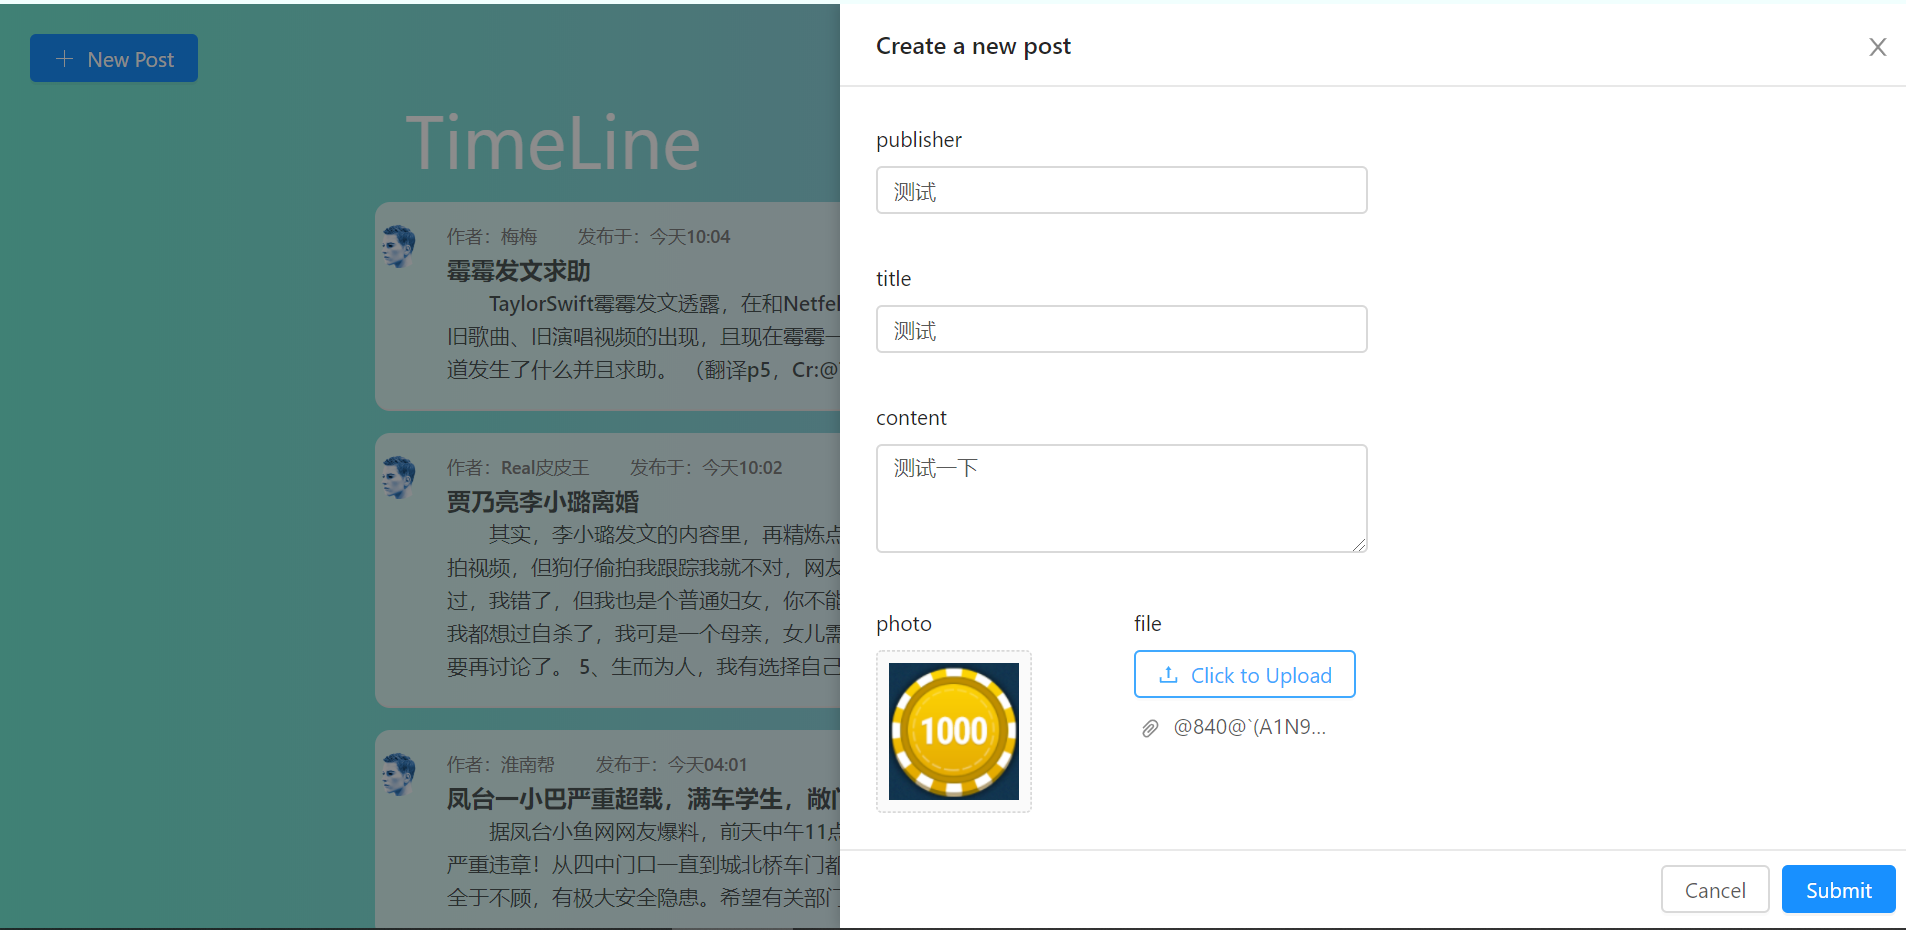 New Post
TimeLine
作者：梅梅 发布于：今天10:04
霉霉发文求助
TaylorSwift霉霉发文透露，在和Netfel
旧歌曲、旧演唱视频的出现，且现在霉霉一
道发生了什么并且求助。 （翻译p5，Cr:@
作者：Real皮皮王 发布于：今天10:02
贾乃亮李小璐离婚
其实，李小璐发文的内容里，再精炼点
拍视频，但狗仔偷拍我跟踪我就不对，网友
过，我错了，但我也是个普通妇女，你不能
我都想过自杀了，我可是一个母亲，女儿需
要再讨论了。 5、生而为人，我有选择自己
作者：淮南帮 发布于：今天04:01
凤台一小巴严重超载，满车学生，敞门
据凤台小鱼网网友爆料，前天中午11点
严重违章！从四中门口一直到城北桥车门都
全于不顾，有极大安全隐患。希望有关部门
Create a new post
publisher
测试
title
测试
content
测试一下
photo
file
1000
Click to Upload
@840@`(A1N9...
Cancel
Submit